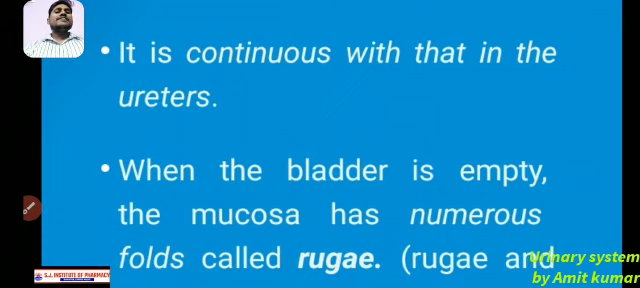 • It is continuous with that in the
ureters.
• When the bladder is empty,
the mucosa has numerous
folds called rugae. (rugae and
S.J. INSTITUTE OF PHARMACY
Urinary system
by Amit kumar